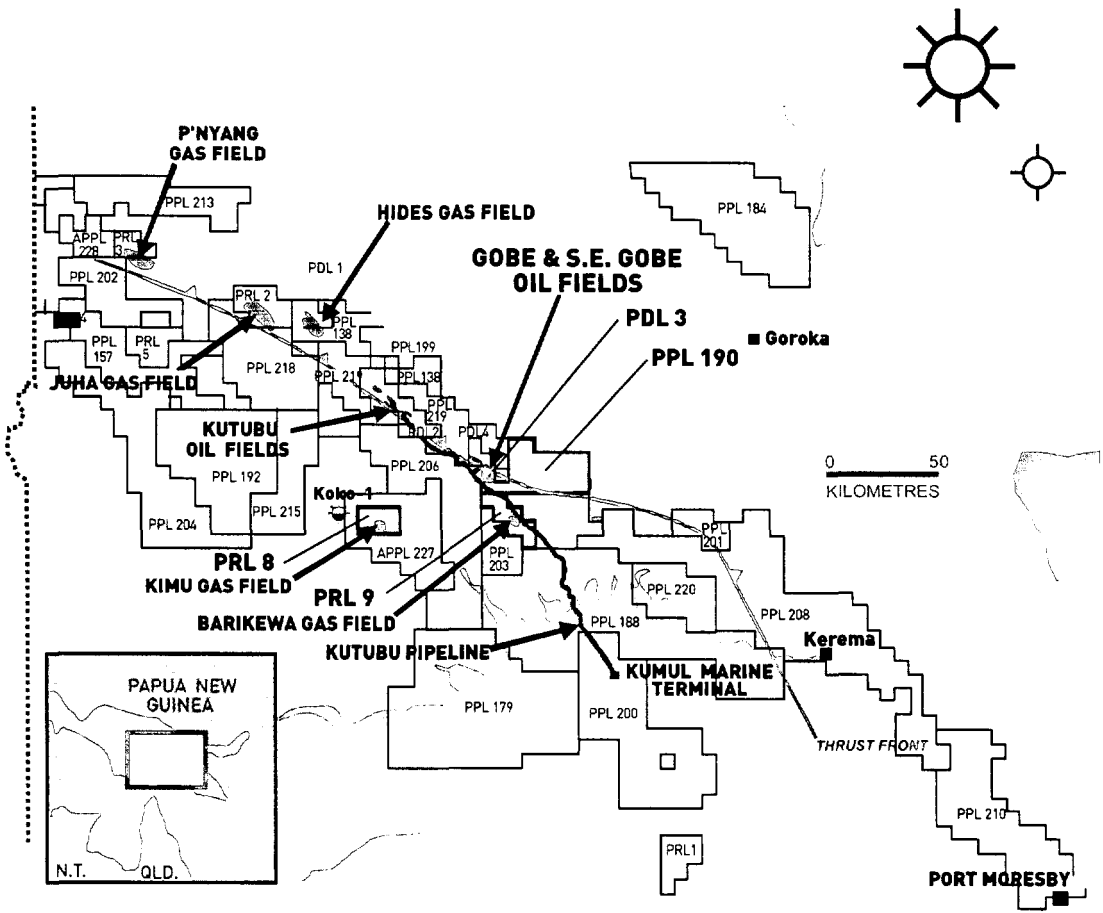 P'NYANG
GAS FIELD
PPL 213
HIDES GAS FIELD
PPL 184
APPL
228
PRL
3
GOBE & S.E. GOBE
OIL FIELDS
PDL 1
PPL 202
PRL 2
PDL 3
PPL
138
4
Goroka
PPL
157
PRL
5
PPL199
PPL 190
JUHA GAS FIELD
PPL 218
PPL 21
PPL138
PPL
219
KUTUBU
OIL FIELDS
PDL2
PDL4
PPL 206
0 50
KILOMETRES
PPL 192
Koko-1
PPL 204
PPL 215
PPL
201
PRL 8
APPL 227
PPL
203
KIMU GAS FIELD
PRL 9
PPL 220
BARIKEWA GAS FIELD
PPL 188
PPL 208
KUTUBU PIPELINE
Kerema
KUMUL MARINE
TERMINAL
PAPUA NEW
GUINEA
PPL 179
PPL 200
THRUST FRONT
PPL 210
PRL1
N.T. QLD.
PORT MORESBY